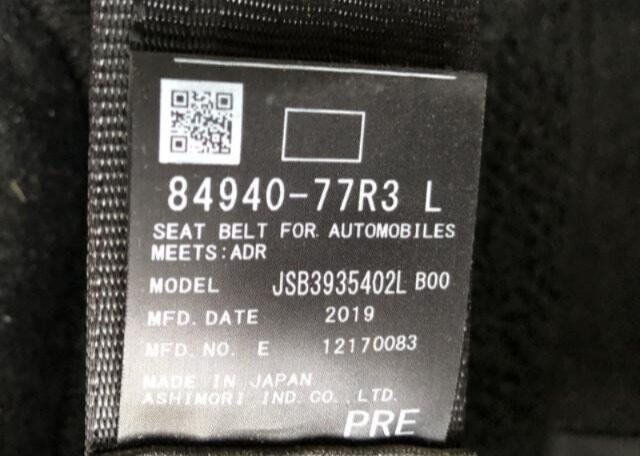 84940-77R3 L
SEAT BELT FOR AUTOMOBILES
MEETS:ADR
MODEL JSB3935402L B00
MFD. DATE 2019
MFD. NO. E 12170083
MADE IN JAPAN
ASHIMORI IND. CO., LTD.
PRE